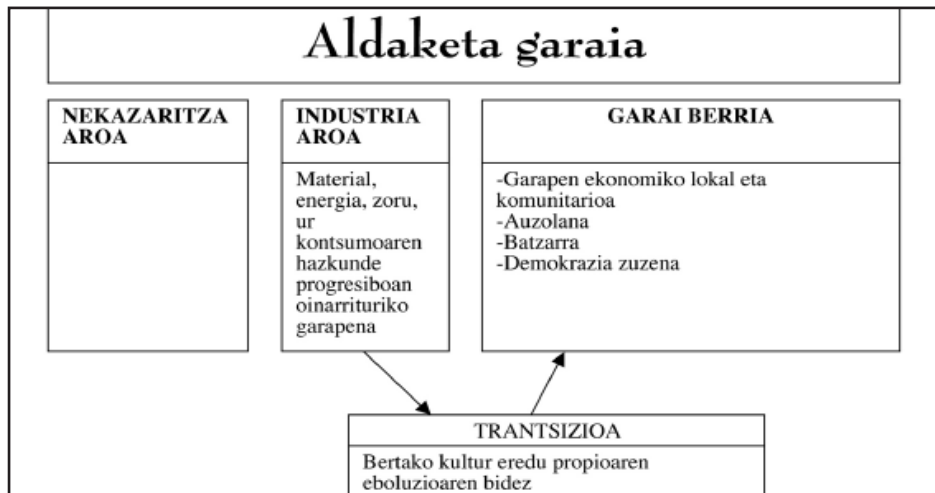 Aldaketa garaia
NEKAZARITZA
AROA
INDUSTRIA
AROA
Material,
energia, zoru,
ur
kontsumoaren
hazkunde
progresiboan
oinarrituriko
garapena
GARAI BERRIA
-Garapen ekonomiko lokal eta
komunitarioa
-Auzolana
-Batzarra
-Demokrazia zuzena
TRANTSIZIOA
Bertako kultur eredu propioaren
eboluzioaren bidez